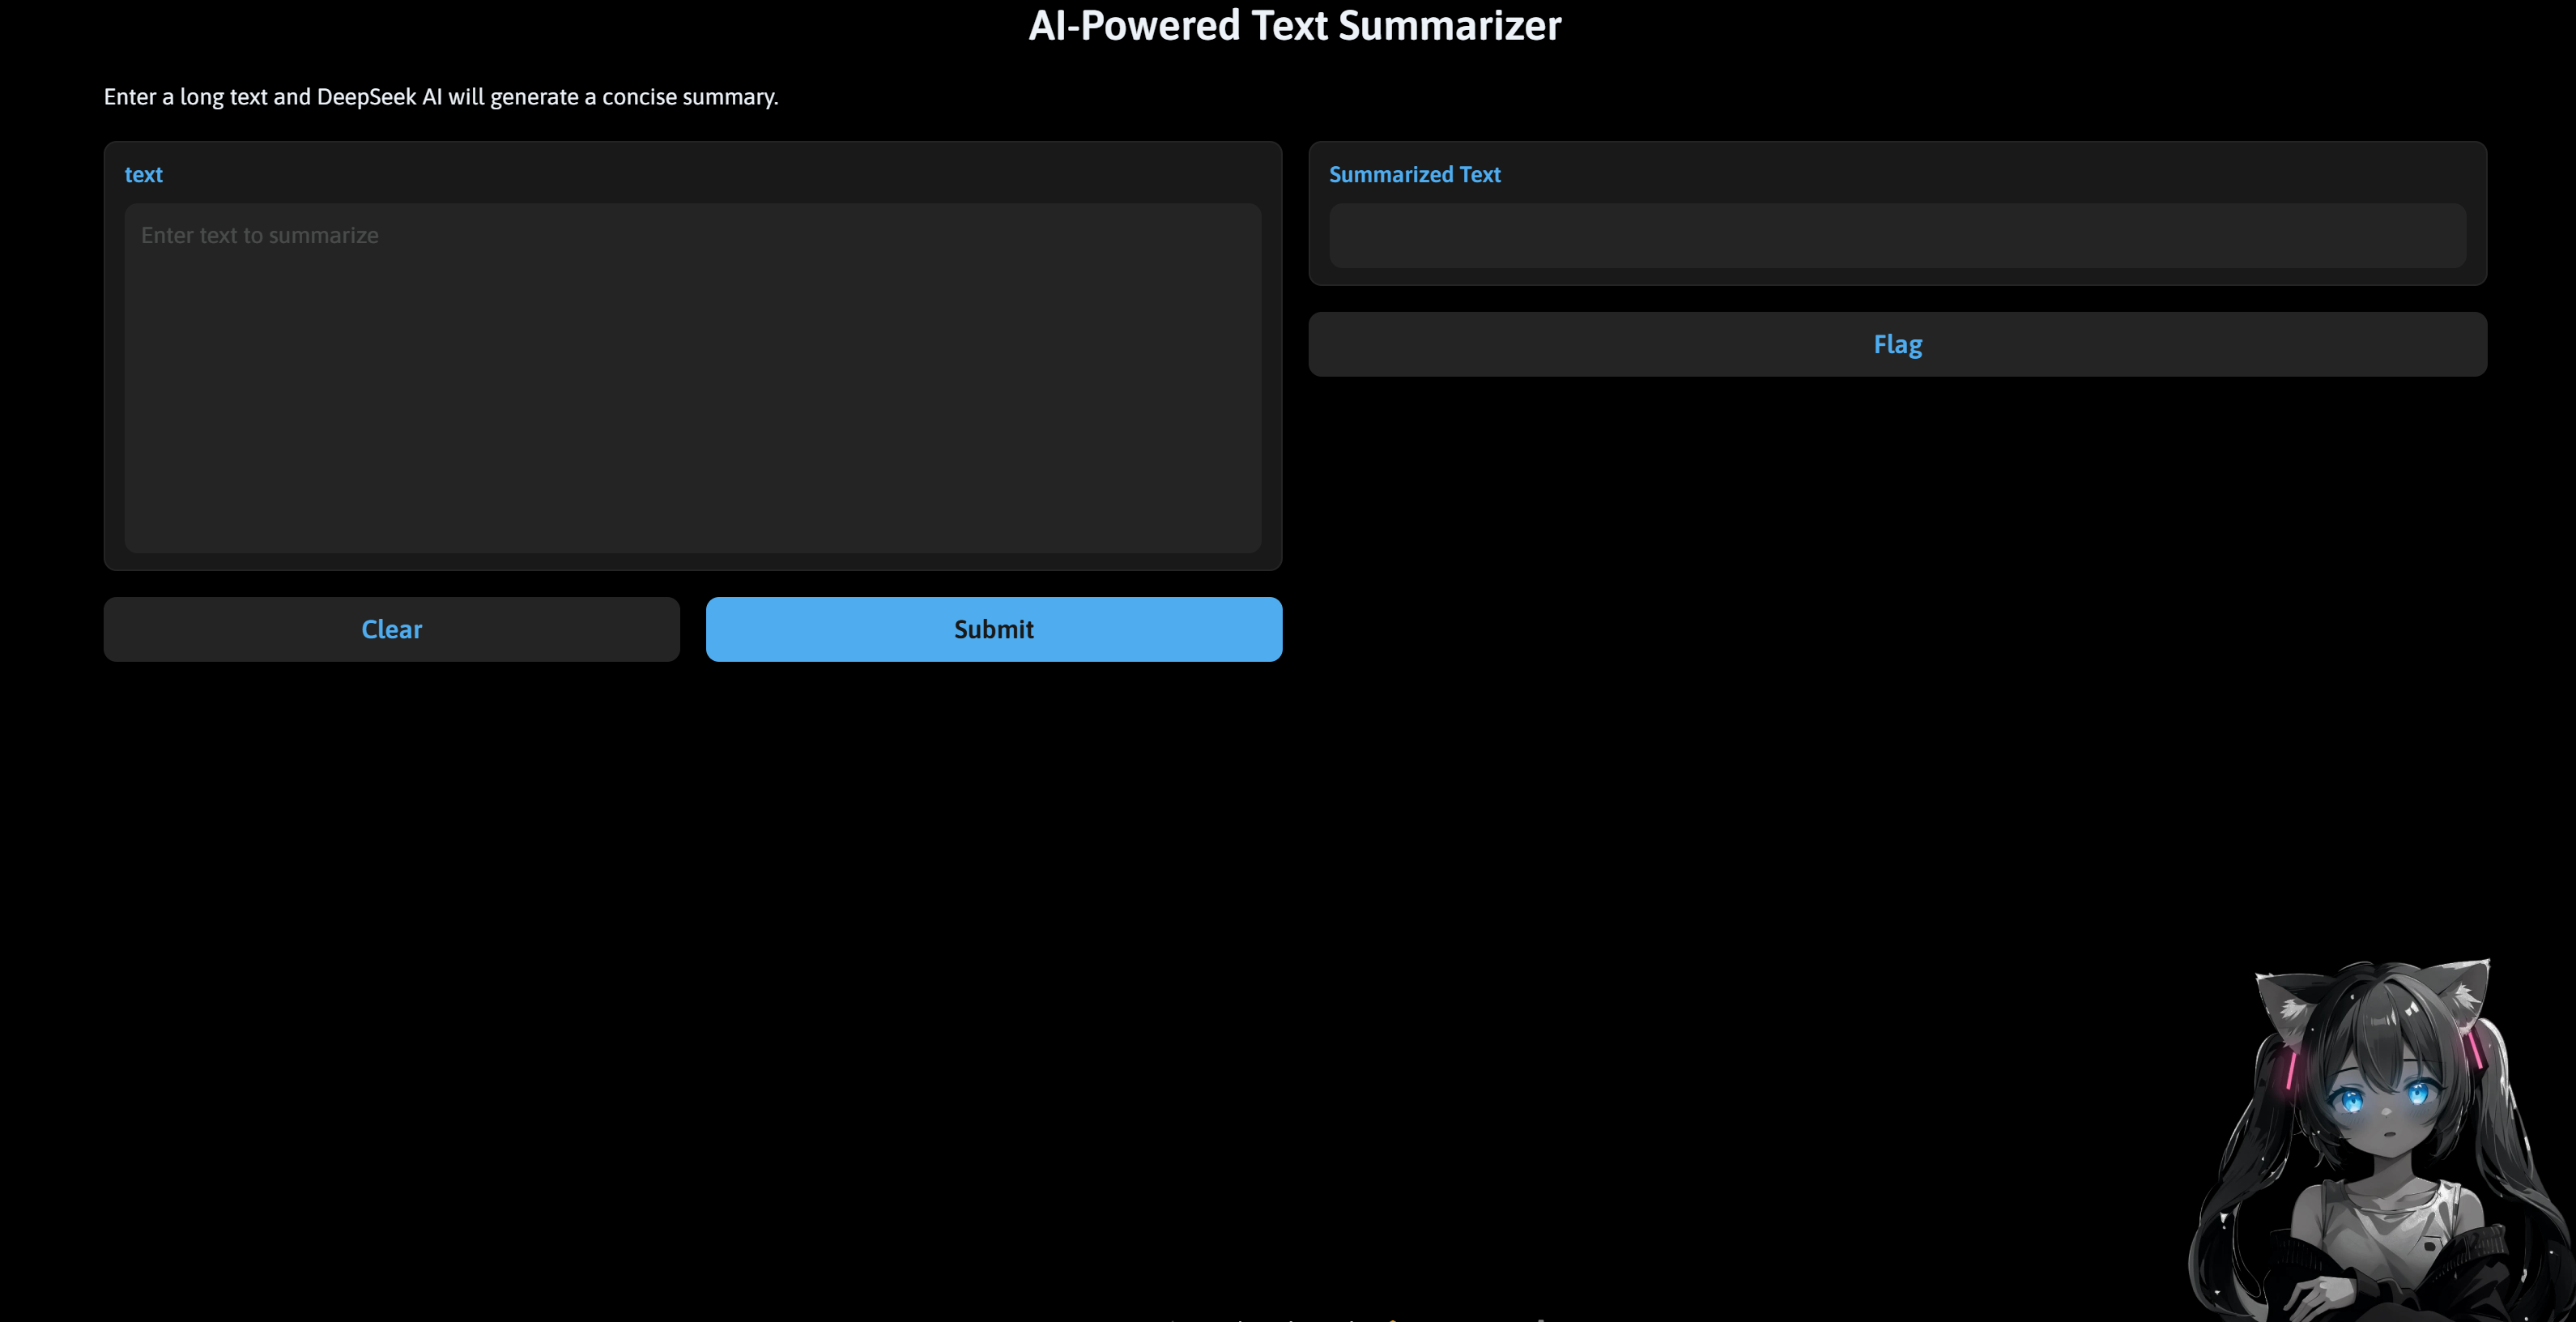 AI-Powered Text Summarizer
Enter a long text and DeepSeek AI will generate a concise summary.
text
Enter text to summarize
Clear
Submit
Summarized Text
Flag